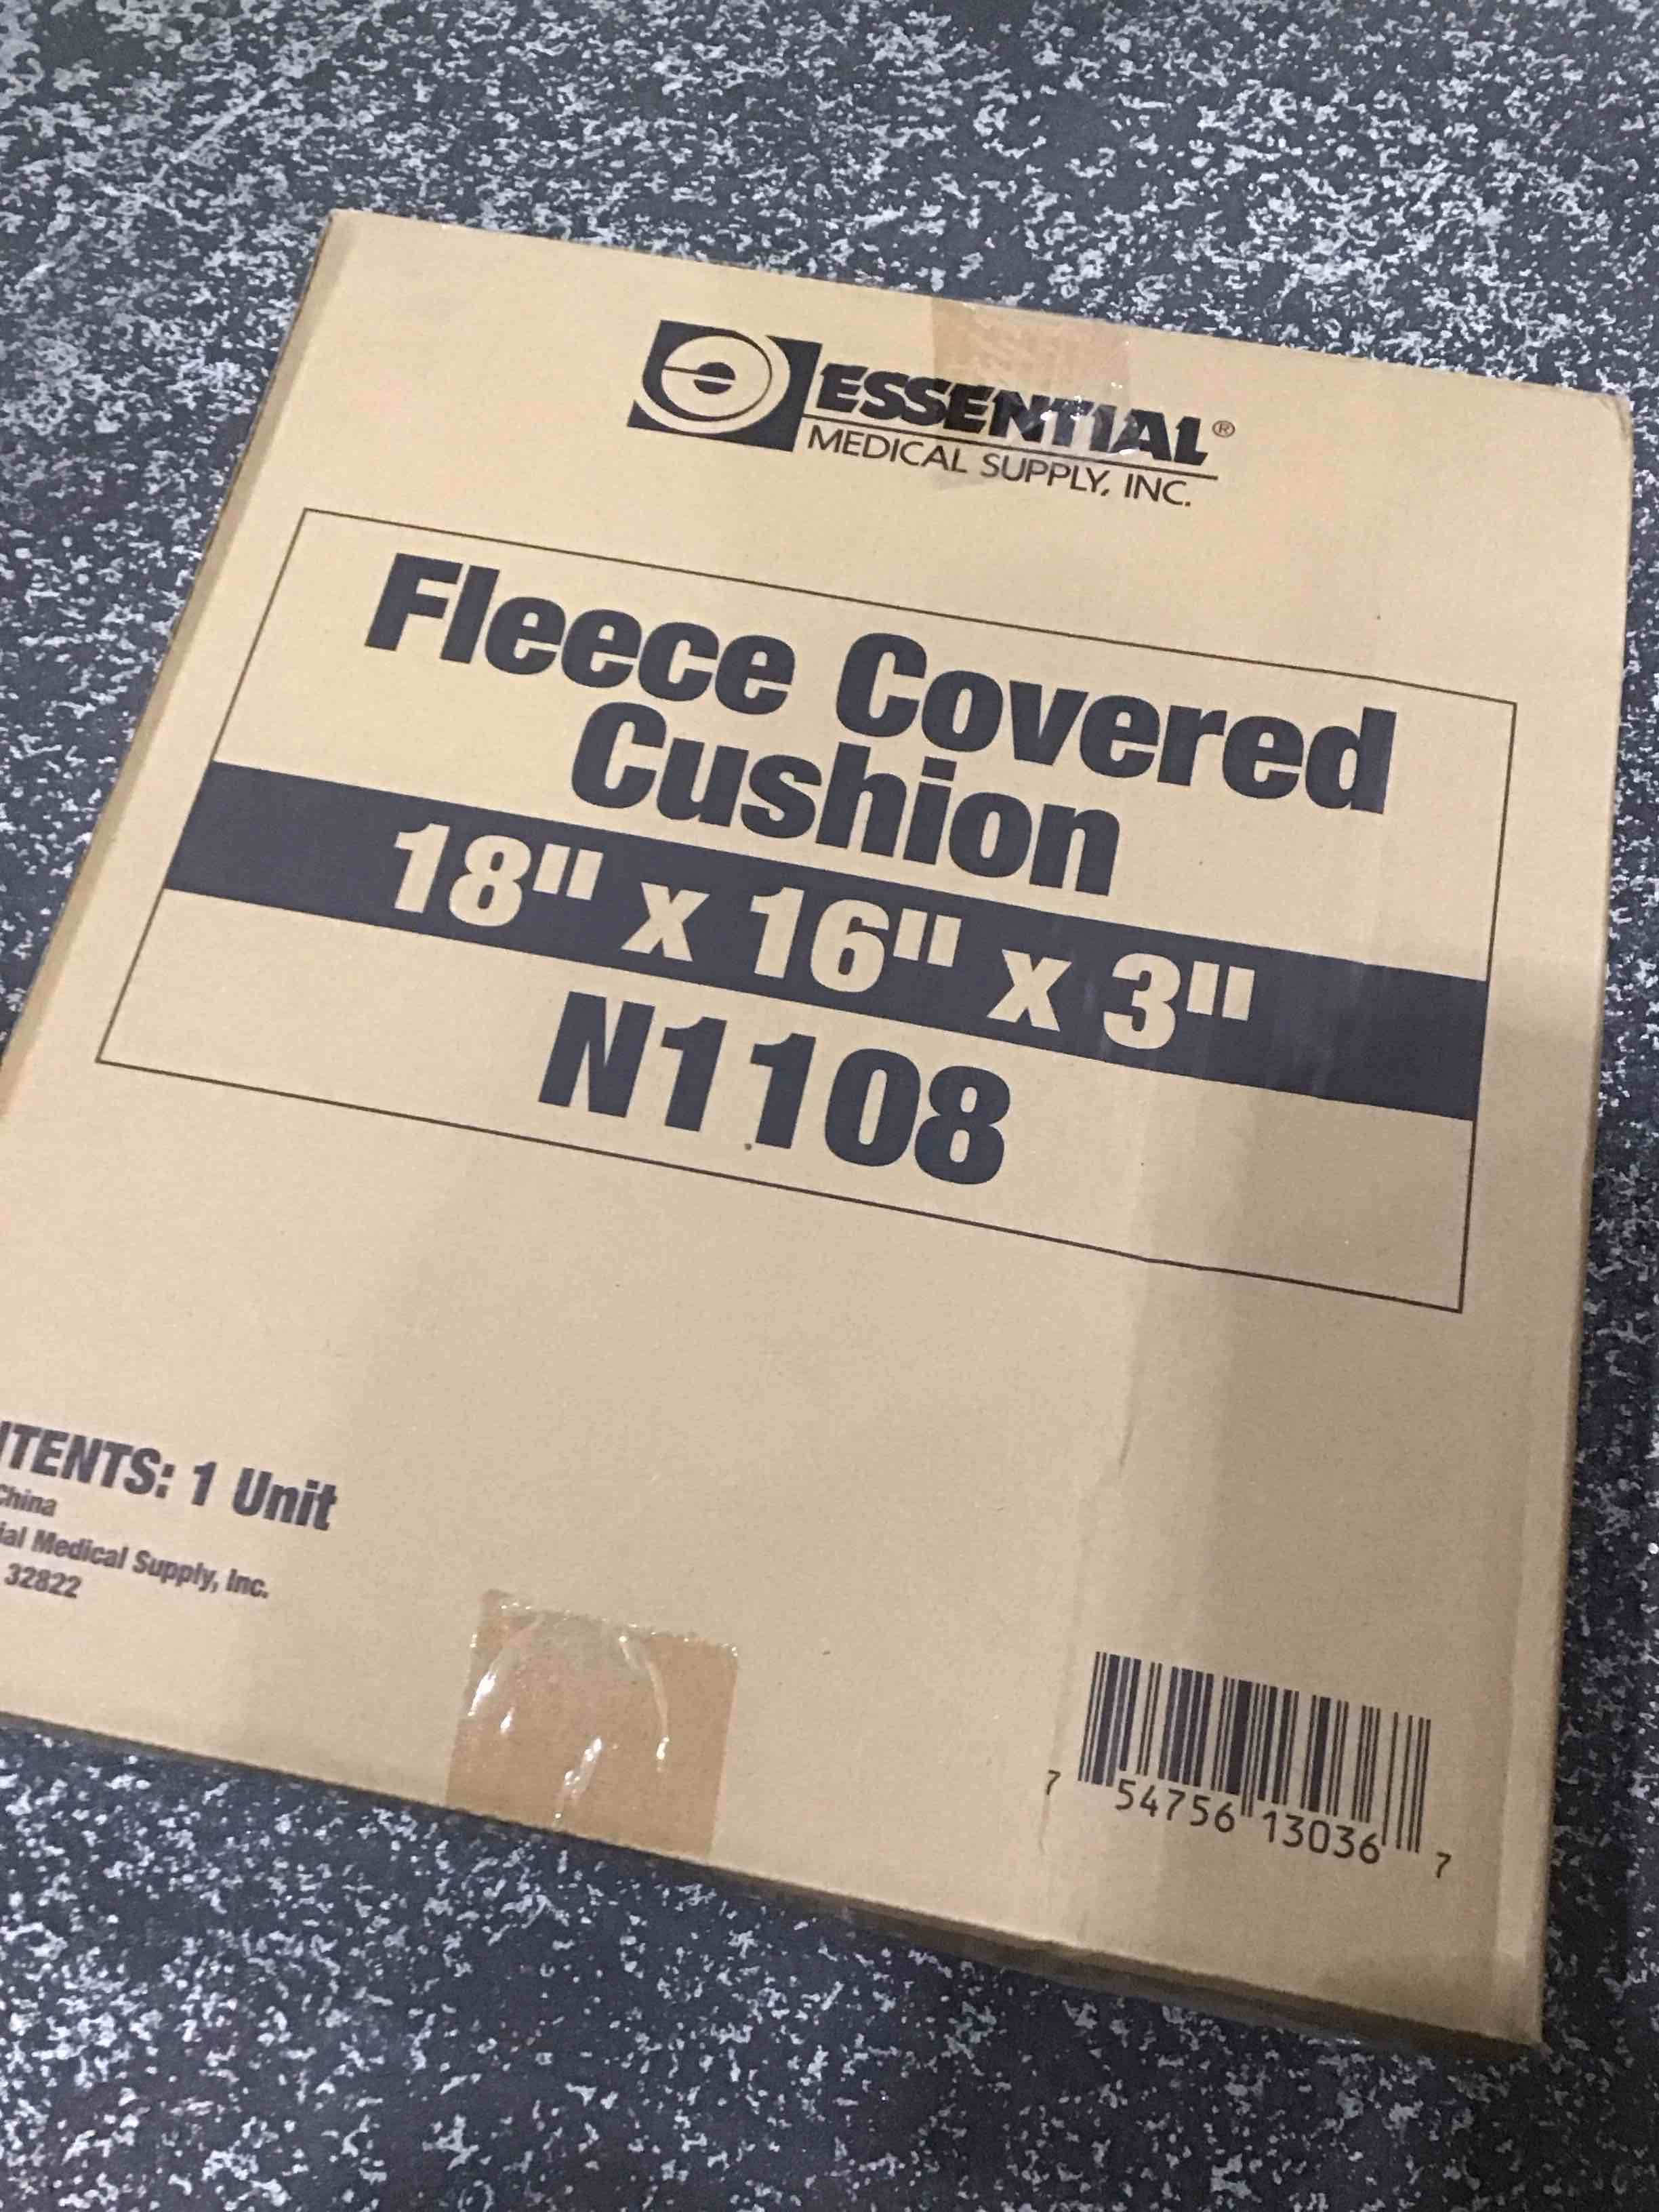 ESSENTIAL®
MEDICAL SUPPLY, INC.
Fleece Covered
Cushion
18" x 16" x 3"
N1108
NTENTS: 1 Unit
China
ial Medical Supply, Inc.
32822
7 54756 13036 7